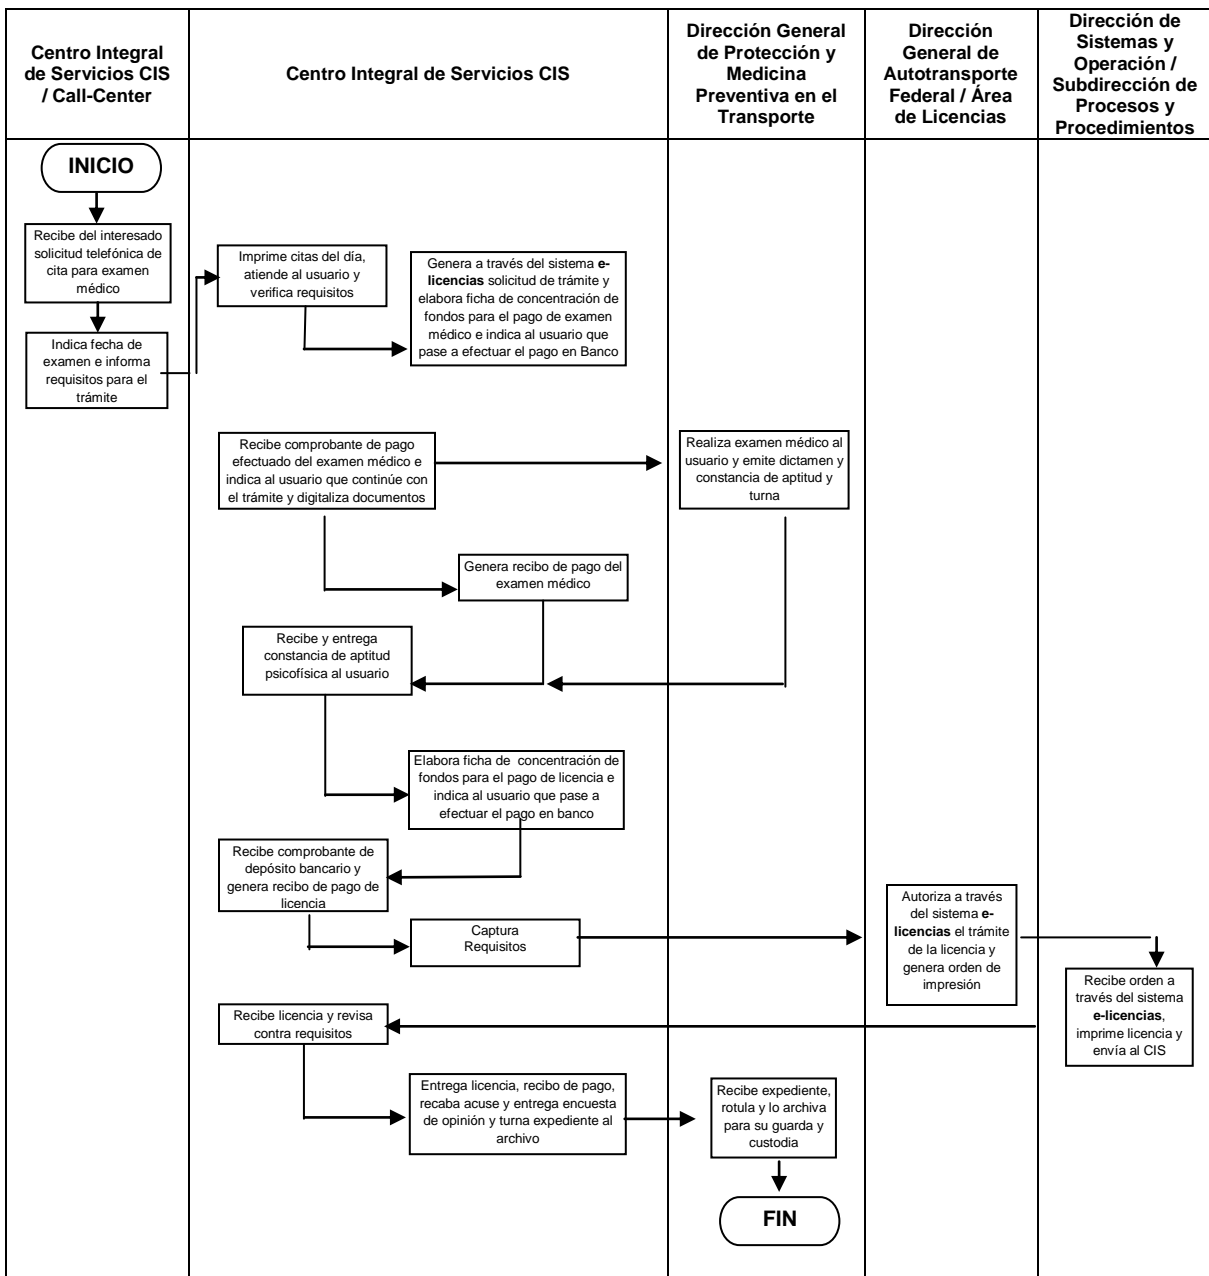 Centro Integral
de Servicios CIS
/ Call-Center
Centro Integral de Servicios CIS
Dirección General
de Protección y
Medicina
Preventiva en el
Transporte
Dirección
General de
Autotransporte
Federal / Área
de Licencias
Dirección de
Sistemas y
Operación /
Subdirección de
Procesos y
Procedimientos
INICIO
Recibe del interesado
solicitud telefónica de
cita para examen
médico
Indica fecha de
examen e informa
requisitos para el
trámite
Imprime citas del día,
atiende al usuario y
verifica requisitos
Genera a través del sistema e-
licencias solicitud de trámite y
elabora ficha de concentración de
fondos para el pago de examen
médico e indica al usuario que
pase a efectuar el pago en Banco
Recibe comprobante de pago
efectuado del examen médico e
indica al usuario que continúe con
el trámite y digitaliza documentos
Realiza examen médico al
usuario y emite dictamen y
constancia de aptitud y
turna
Genera recibo de pago del
examen médico
Recibe y entrega
constancia de aptitud
psicofísica al usuario
Elabora ficha de concentración de
fondos para el pago de licencia e
indica al usuario que pase a
efectuar el pago en banco
Recibe comprobante de
depósito bancario y
genera recibo de pago de
licencia
Captura
Requisitos
Autoriza a través
del sistema e-
licencias el trámite
de la licencia y
genera orden de
impresión
Recibe orden a
través del sistema
e-licencias,
imprime licencia y
envía al CIS
Recibe licencia y revisa
contra requisitos
Entrega licencia, recibo de pago,
recaba acuse y entrega encuesta
de opinión y turna expediente al
archivo
Recibe expediente,
rotula y lo archiva
para su guarda y
custodia
FIN